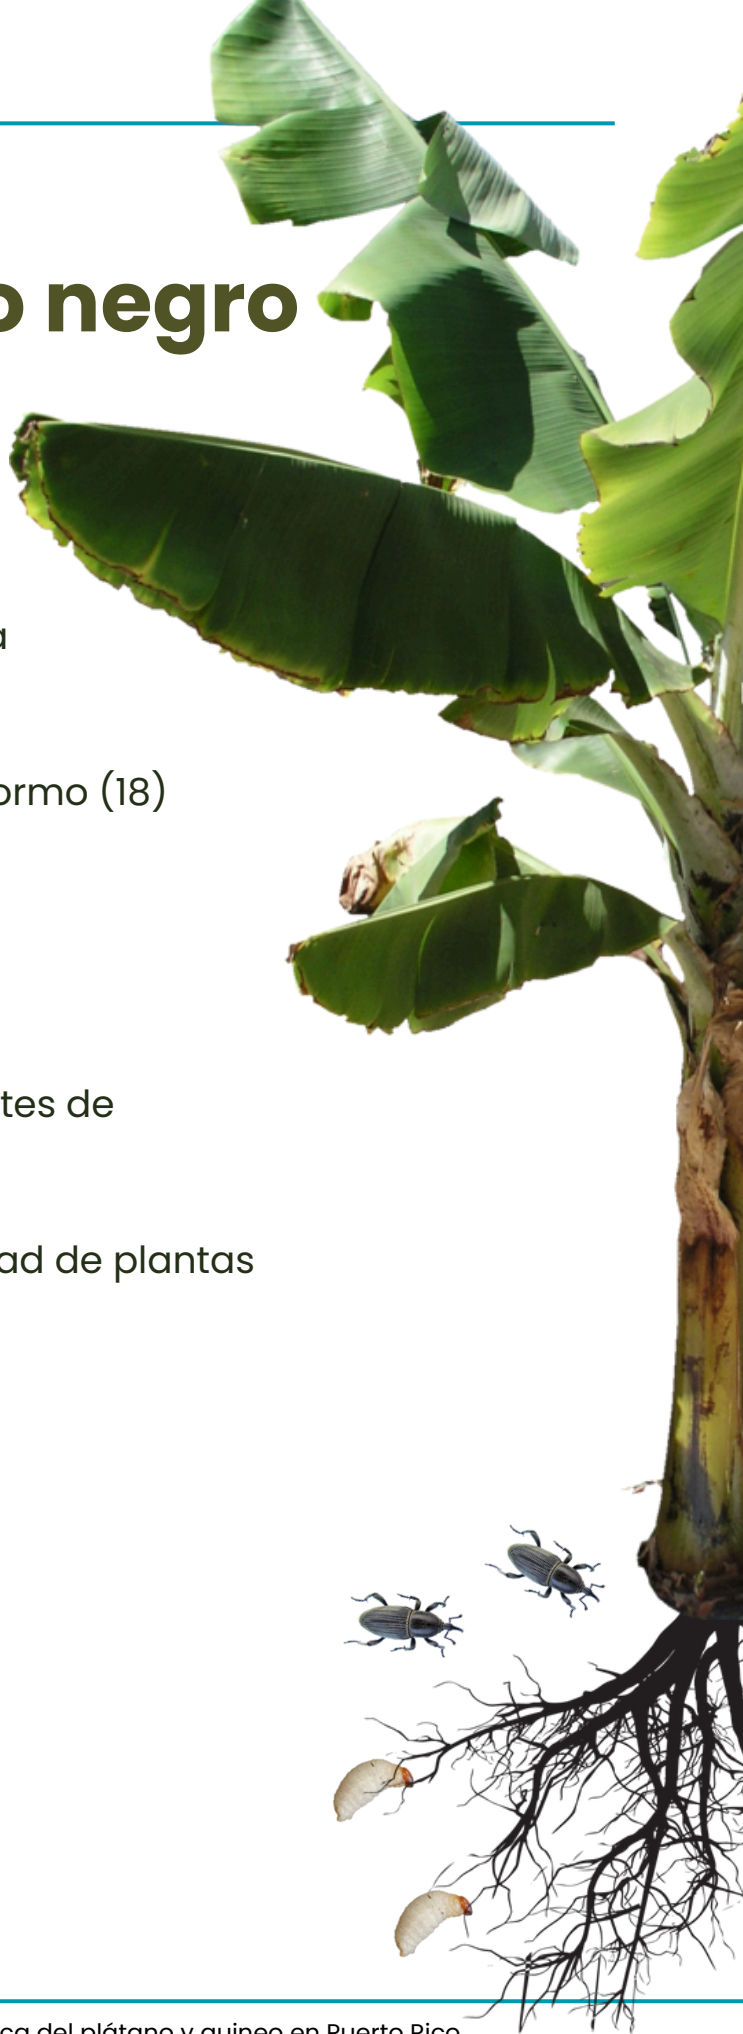 o negro
a
ormo (18)
tes de
ad de plantas
ca del plátano y guineo en Puerto Rico